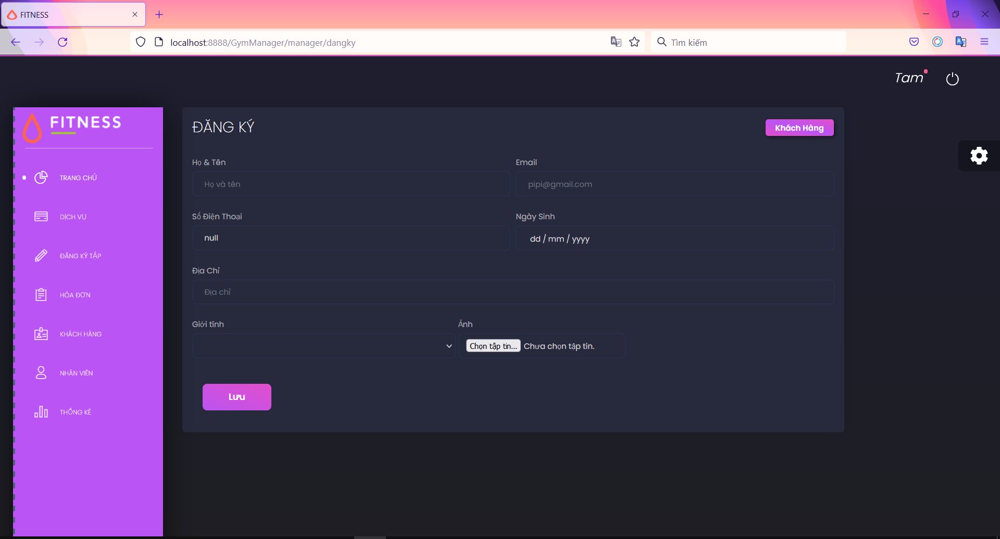 FITNESS
localhost:8888/GymManager/manager/dangky
Tìm kiếm
Tam
FITNESS
TRANG CHỦ
DỊCH VỤ
ĐĂNG KÝ TẬP
HÓA ĐƠN
KHÁCH HÀNG
NHÂN VIÊN
THỐNG KÊ
ĐĂNG KÝ
Khách Hàng
Họ & Tên
Email
Họ và tên
pipi@gmail.com
Số Điện Thoại
Ngày Sinh
null
dd / mm / yyyy
Địa Chỉ
Địa chỉ
Giới tính
Ảnh
Chọn tập tin... Chưa chọn tập tin.
Lưu